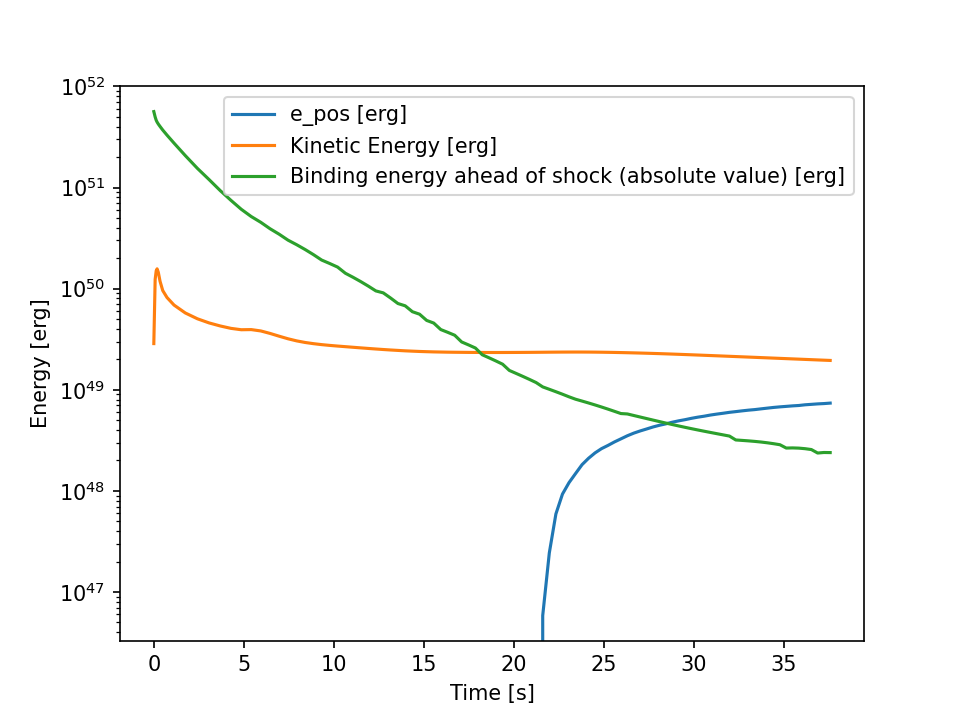 e_pos [erg]
Kinetic Energy [erg]
Binding energy ahead of shock (absolute value) [erg]
Energy [erg]
10^52
10^51
10^50
10^49
10^48
10^47
0 5 10 15 20 25 30 35
Time [s]